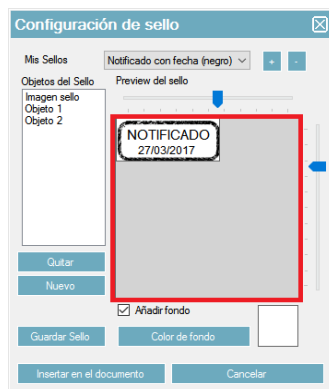 Configuración de sello
Mis Sellos
Notificado con fecha (negro)
+
-
Objetos del Sello
Preview del sello
Imagen sello
Objeto 1
Objeto 2
NOTIFICADO
27/03/2017
Quitar
Nuevo
Añadir fondo
Guardar Sello
Color de fondo
Insertar en el documento
Cancelar